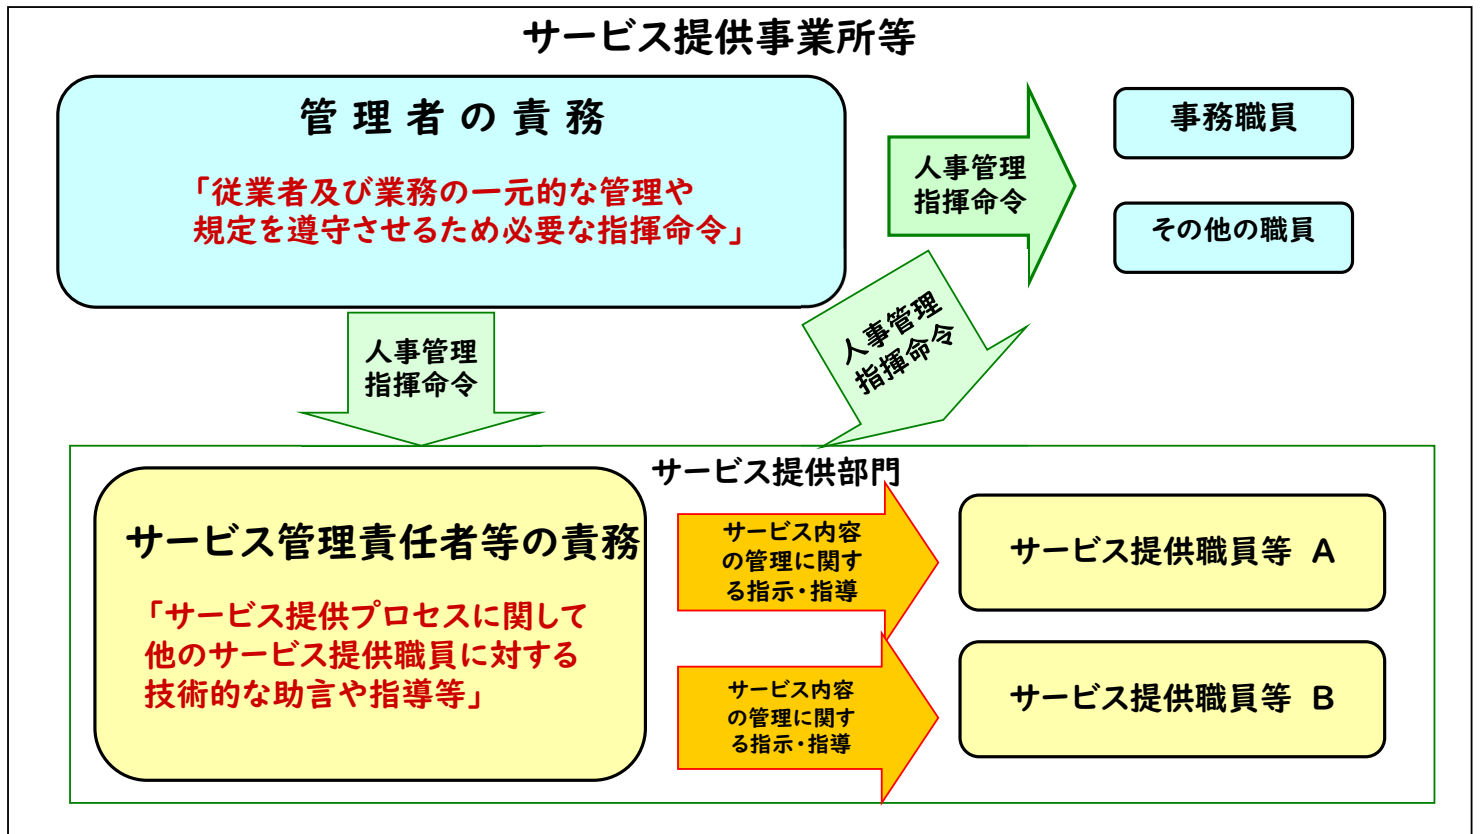 サービス提供事業所等
管理者の責務
「従業者及び業務の一元的な管理や
規定を遵守させるため必要な指揮命令」
人事管理
指揮命令
事務職員
その他の職員
人事管理
指揮命令
人事管理
指揮命令
サービス提供部門
サービス管理責任者等の責務
「サービス提供プロセスに関して
他のサービス提供職員に対する
技術的な助言や指導等」
サービス内容
の管理に関す
る指示・指導
サービス提供職員等 A
サービス内容
の管理に関す
る指示・指導
サービス提供職員等 B